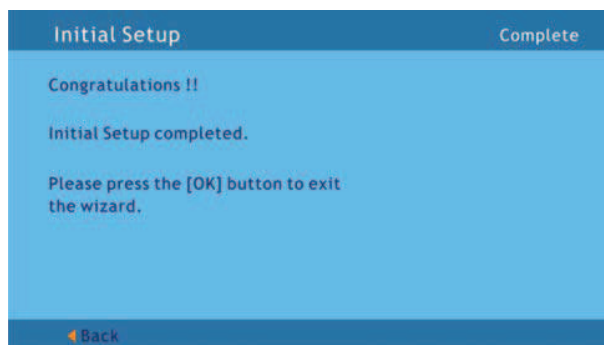 Initial Setup
Complete
Congratulations !!
Initial Setup completed.
Please press the [OK] button to exit
the wizard.
Back